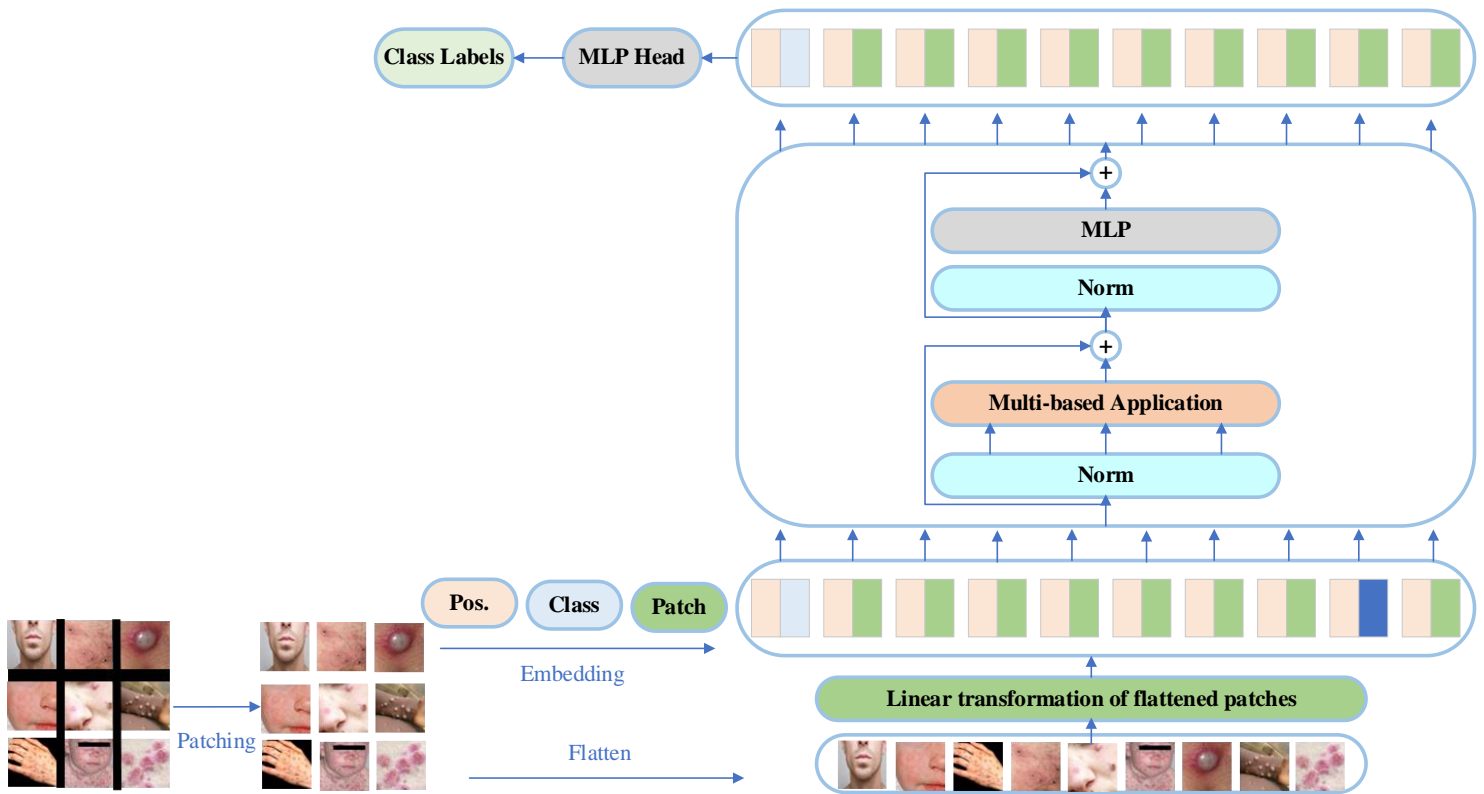 Class Labels
MLP Head
+
MLP
Norm
+
Multi-based Application
Norm
Pos.
Class
Patch
Embedding
Linear transformation of flattened patches
Patching
Flatten